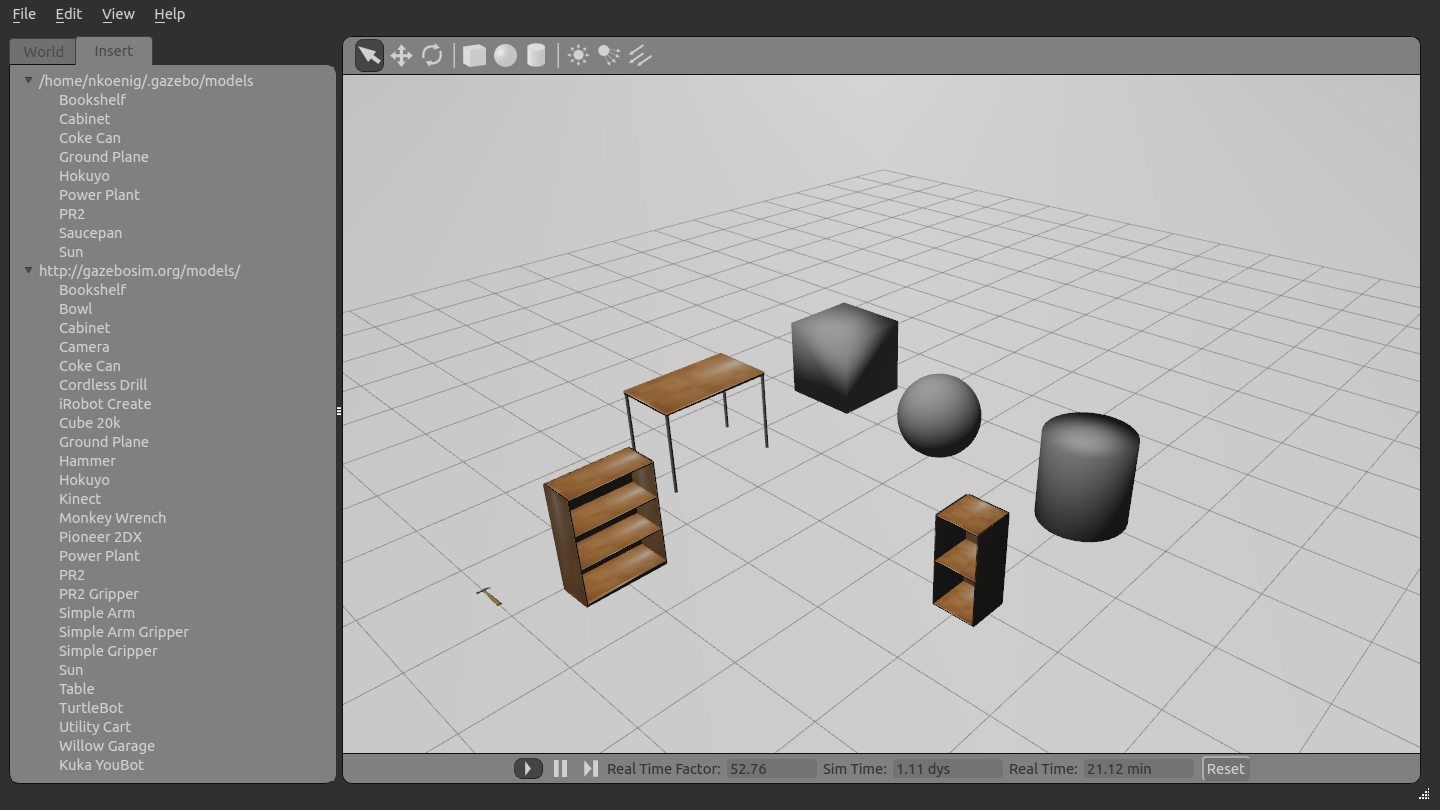 File Edit View Help
World Insert
/home/nkoenig/.gazebo/models
Bookshelf
Cabinet
Coke Can
Ground Plane
Hokuyo
Power Plant
PR2
Saucepan
Sun
http://gazebosim.org/models/
Bookshelf
Bowl
Cabinet
Camera
Coke Can
Cordless Drill
iRobot Create
Cube 20k
Ground Plane
Hammer
Hokuyo
Kinect
Monkey Wrench
Pioneer 2DX
Power Plant
PR2
PR2 Gripper
Simple Arm
Simple Arm Gripper
Simple Gripper
Sun
Table
TurtleBot
Utility Cart
Willow Garage
Kuka YouBot
Real Time Factor: 52.76 Sim Time: 1.11 dys Real Time: 21.12 min Reset